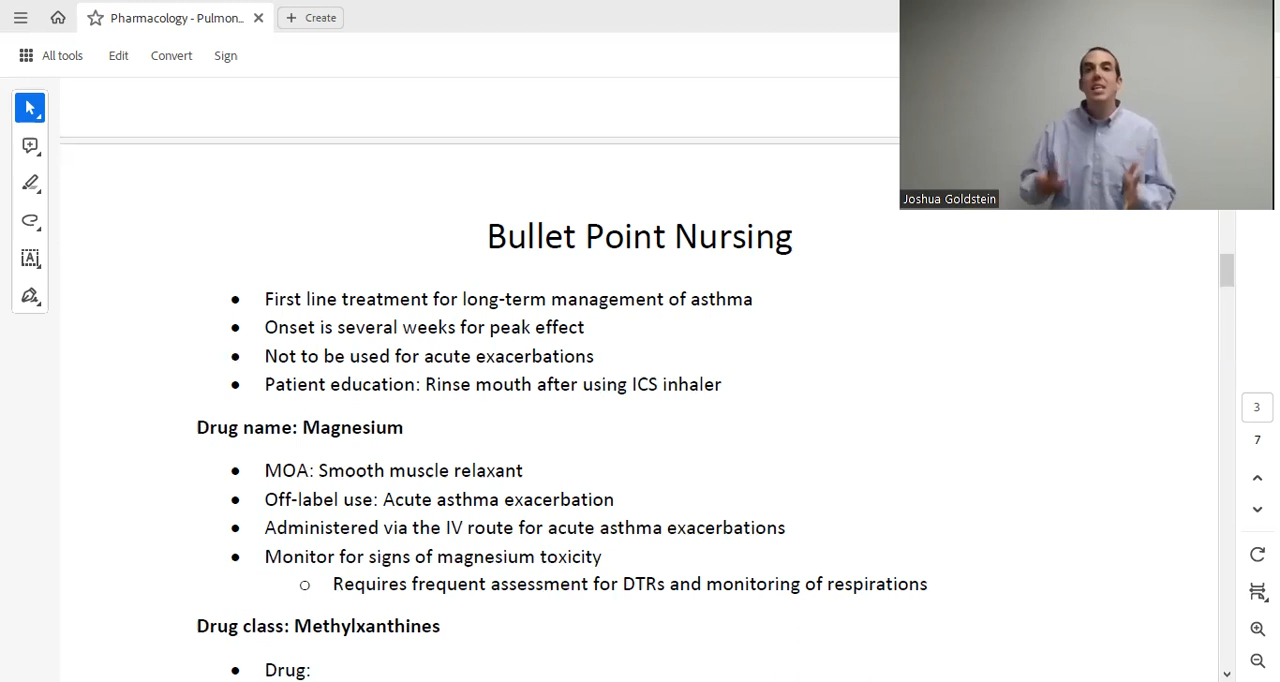 Pharmacology - Pulmon...
Create
All tools
Edit
Convert
Sign
Joshua Goldstein
Bullet Point Nursing
• First line treatment for long-term management of asthma
• Onset is several weeks for peak effect
• Not to be used for acute exacerbations
• Patient education: Rinse mouth after using ICS inhaler
Drug name: Magnesium
• MOA: Smooth muscle relaxant
• Off-label use: Acute asthma exacerbation
• Administered via the IV route for acute asthma exacerbations
• Monitor for signs of magnesium toxicity
o Requires frequent assessment for DTRs and monitoring of respirations
Drug class: Methylxanthines
• Drug:
3
7